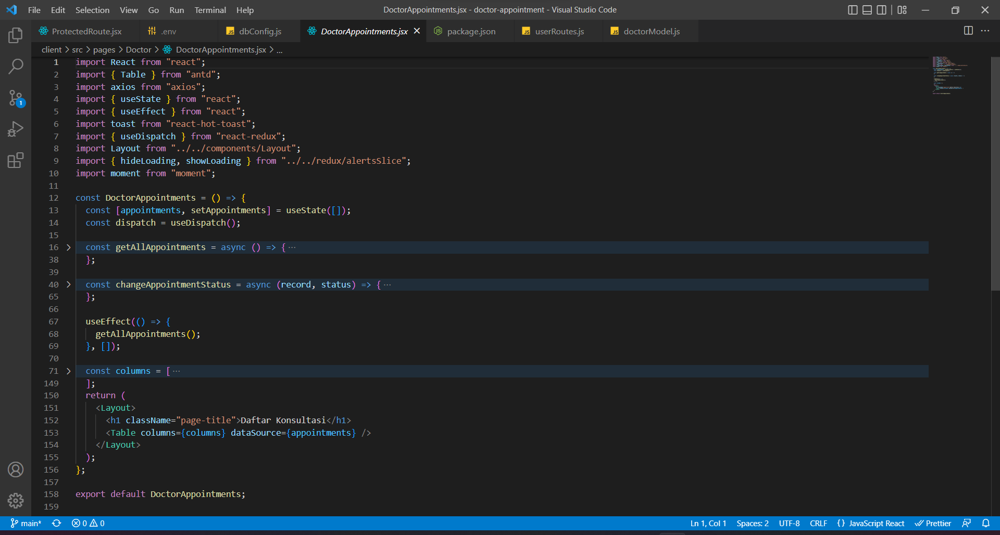 File Edit Selection View Go Run Terminal Help DoctorAppointments.jsx - doctor-appointment - Visual Studio Code
ProtectedRoute.jsx .env JS dbConfig.js DoctorAppointments.jsx package.json JS userRoutes.js JS doctorModel.js
client > src > pages > Doctor > DoctorAppointments.jsx > ...
1 import React from "react";
2 import { Table } from "antd";
3 import axios from "axios";
4 import { useState } from "react";
5 import { useEffect } from "react";
6 import toast from "react-hot-toast";
7 import { useDispatch } from "react-redux";
8 import Layout from "../../components/Layout";
9 import { hideLoading, showLoading } from "../../redux/alertsSlice";
10 import moment from "moment";
11
12 const DoctorAppointments = () => {
13 const [appointments, setAppointments] = useState([]);
14 const dispatch = useDispatch();
15
16 const getAllAppointments = async () => { ···
38 };
39
40 const changeAppointmentStatus = async (record, status) => { ···
65 };
66
67 useEffect(() => {
68 getAllAppointments();
69 }, []);
70
71 const columns = [ ···
149 ];
150 return (
151 <Layout>
152 <h1 className="page-title">Daftar Konsultasi</h1>
153 <Table columns={columns} dataSource={appointments} />
154 </Layout>
155 );
156 };
157
158 export default DoctorAppointments;
159
1
main* 0 0 Ln 1, Col 1 Spaces: 2 UTF-8 CRLF {} JavaScript React Prettier